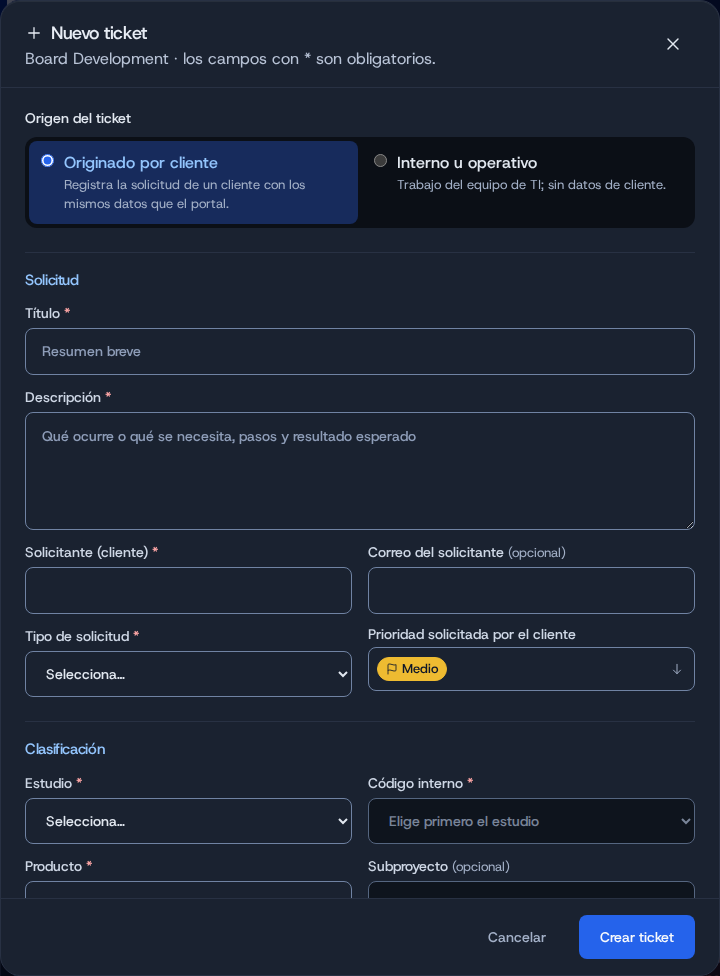 Nuevo ticket
Board Development · los campos con * son obligatorios.
Origen del ticket
Originado por cliente
Registra la solicitud de un cliente con los
mismos datos que el portal.
Interno u operativo
Trabajo del equipo de TI; sin datos de cliente.
Solicitud
Título *
Resumen breve
Descripción *
Qué ocurre o qué se necesita, pasos y resultado esperado
Solicitante (cliente) *
Correo del solicitante (opcional)
Tipo de solicitud *
Selecciona...
Prioridad solicitada por el cliente
Medio
Clasificación
Estudio *
Selecciona...
Código interno *
Elige primero el estudio
Producto *
Subproyecto (opcional)
Cancelar
Crear ticket